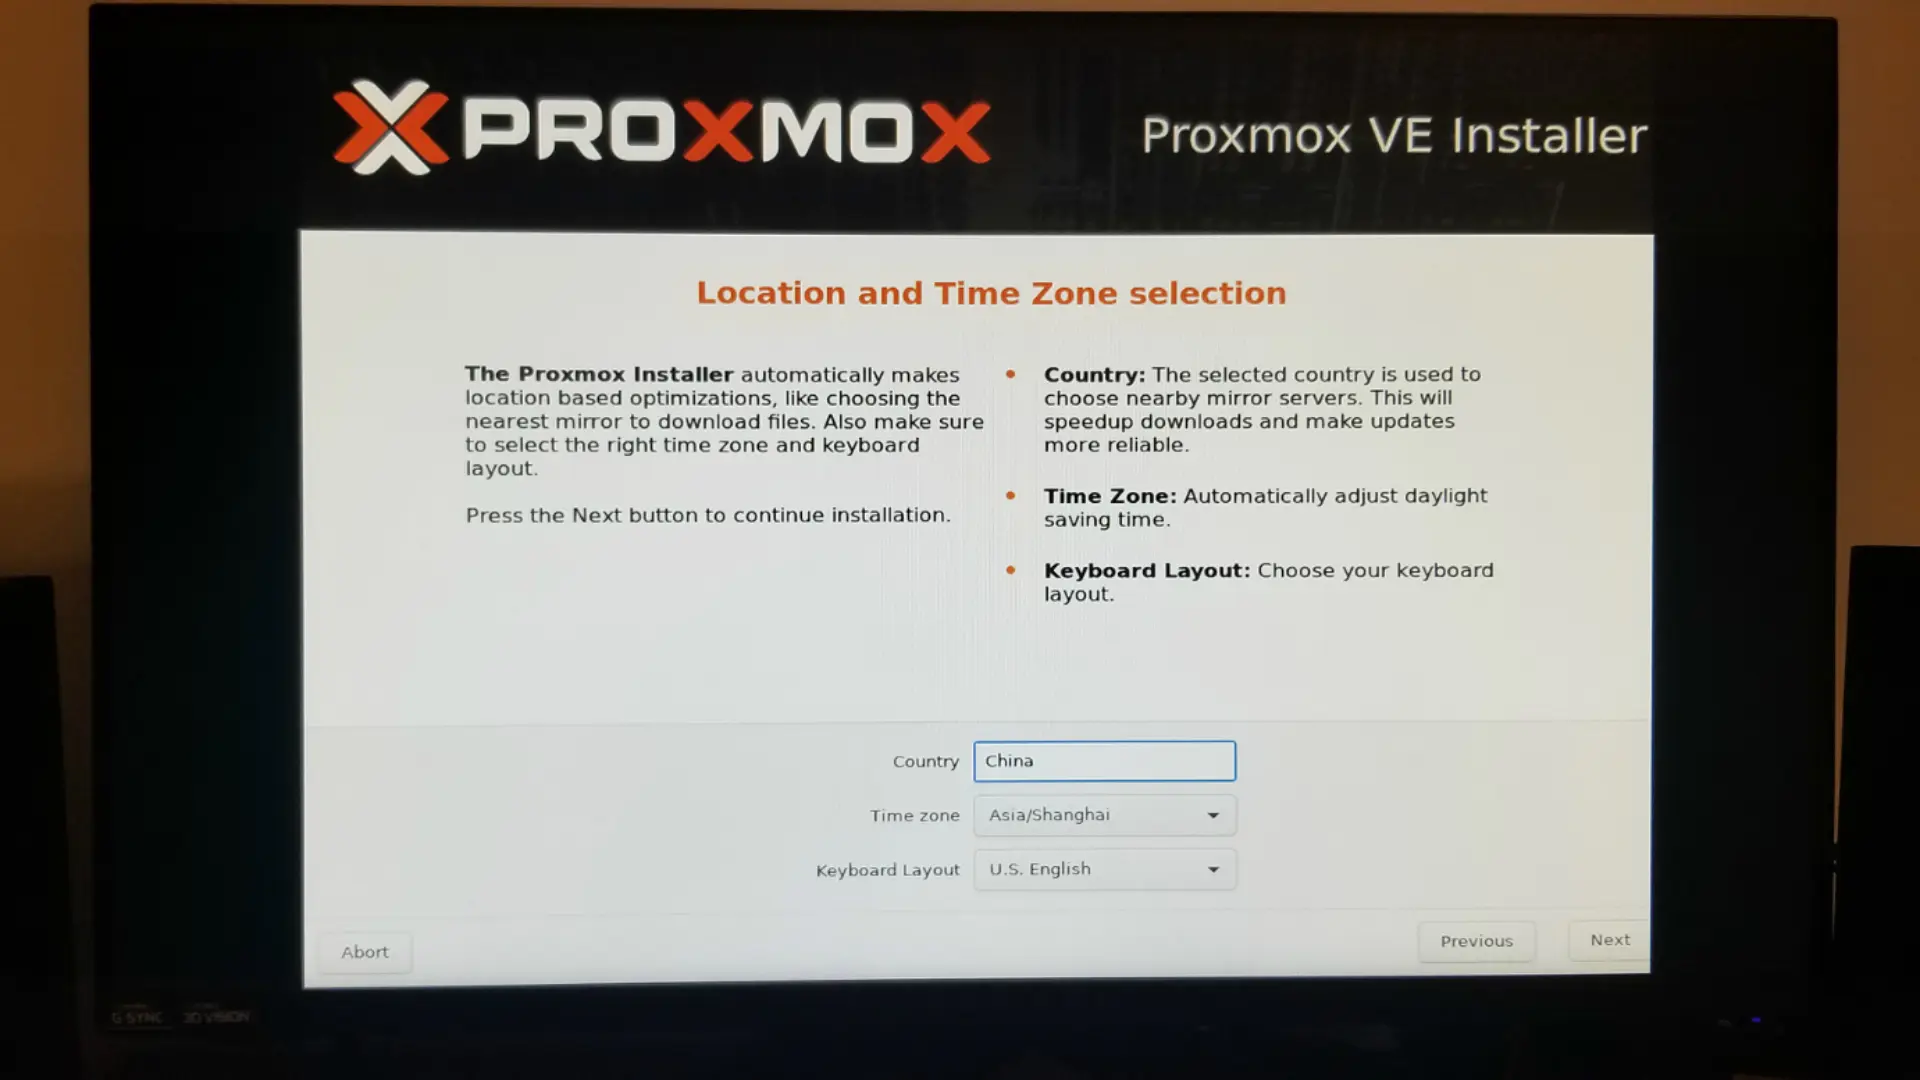 PROXMOX
Proxmox VE Installer
Location and Time Zone selection
The Proxmox Installer automatically makes
location based optimizations, like choosing the
nearest mirror to download files. Also make sure
to select the right time zone and keyboard
layout.
Press the Next button to continue installation.
• Country: The selected country is used to
choose nearby mirror servers. This will
speedup downloads and make updates
more reliable.
• Time Zone: Automatically adjust daylight
saving time.
• Keyboard Layout: Choose your keyboard
layout.
Country China
Time zone Asia/Shanghai
Keyboard Layout U.S. English
Abort
Previous
Next
G-SYNC
3D VISION